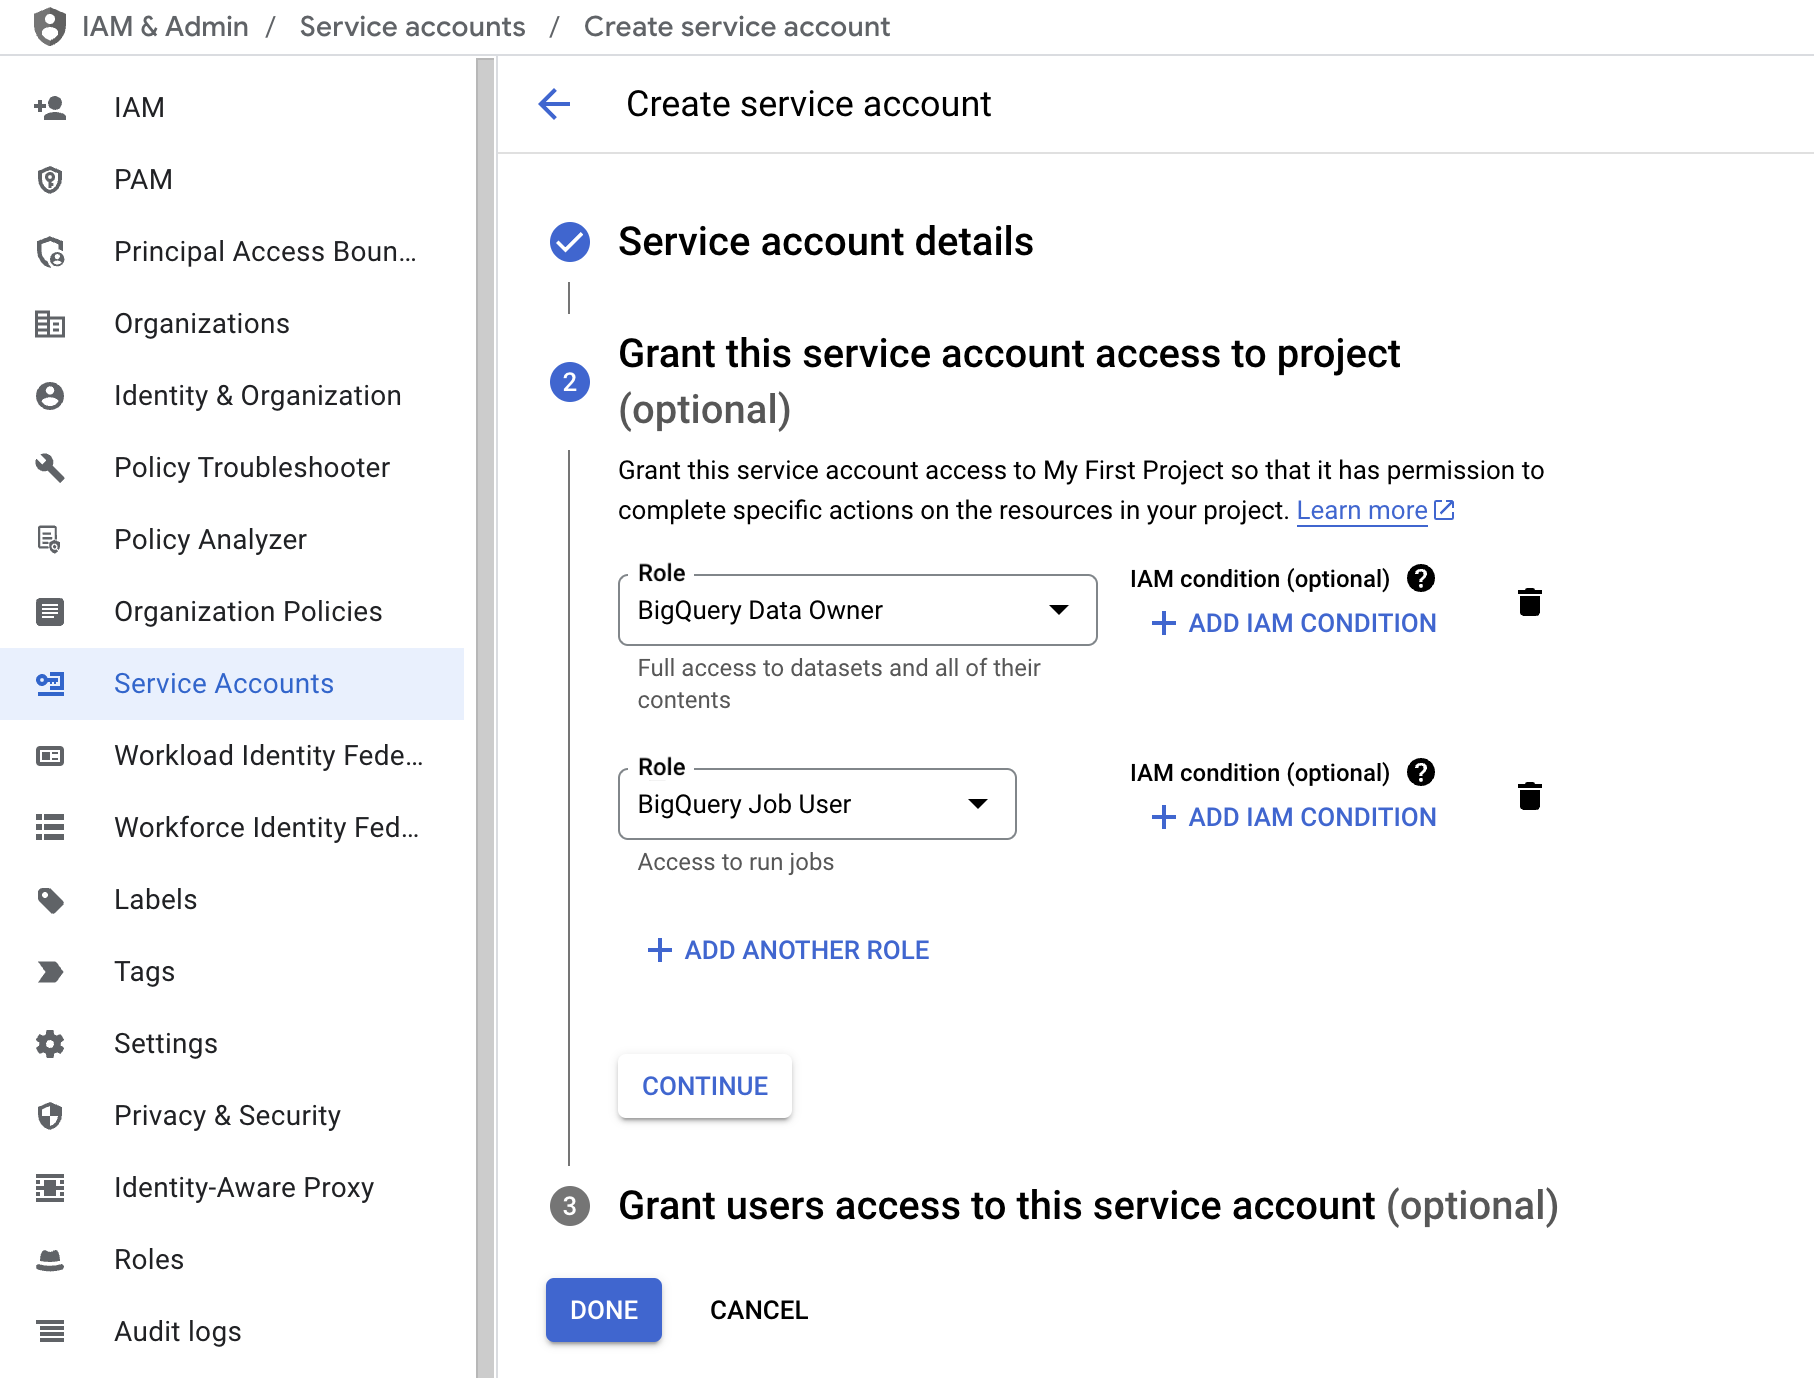 IAM & Admin / Service accounts / Create service account
IAM
PAM
Principal Access Boun...
Organizations
Identity & Organization
Policy Troubleshooter
Policy Analyzer
Organization Policies
Service Accounts
Workload Identity Fede...
Workforce Identity Fed...
Labels
Tags
Settings
Privacy & Security
Identity-Aware Proxy
Roles
Audit logs
Create service account
Service account details
2
Grant this service account access to project
(optional)
Grant this service account access to My First Project so that it has permission to
complete specific actions on the resources in your project. Learn more
Role
BigQuery Data Owner
Full access to datasets and all of their
contents
IAM condition (optional) ?
+ ADD IAM CONDITION
Role
BigQuery Job User
Access to run jobs
IAM condition (optional) ?
+ ADD IAM CONDITION
+ ADD ANOTHER ROLE
CONTINUE
3 Grant users access to this service account (optional)
DONE CANCEL